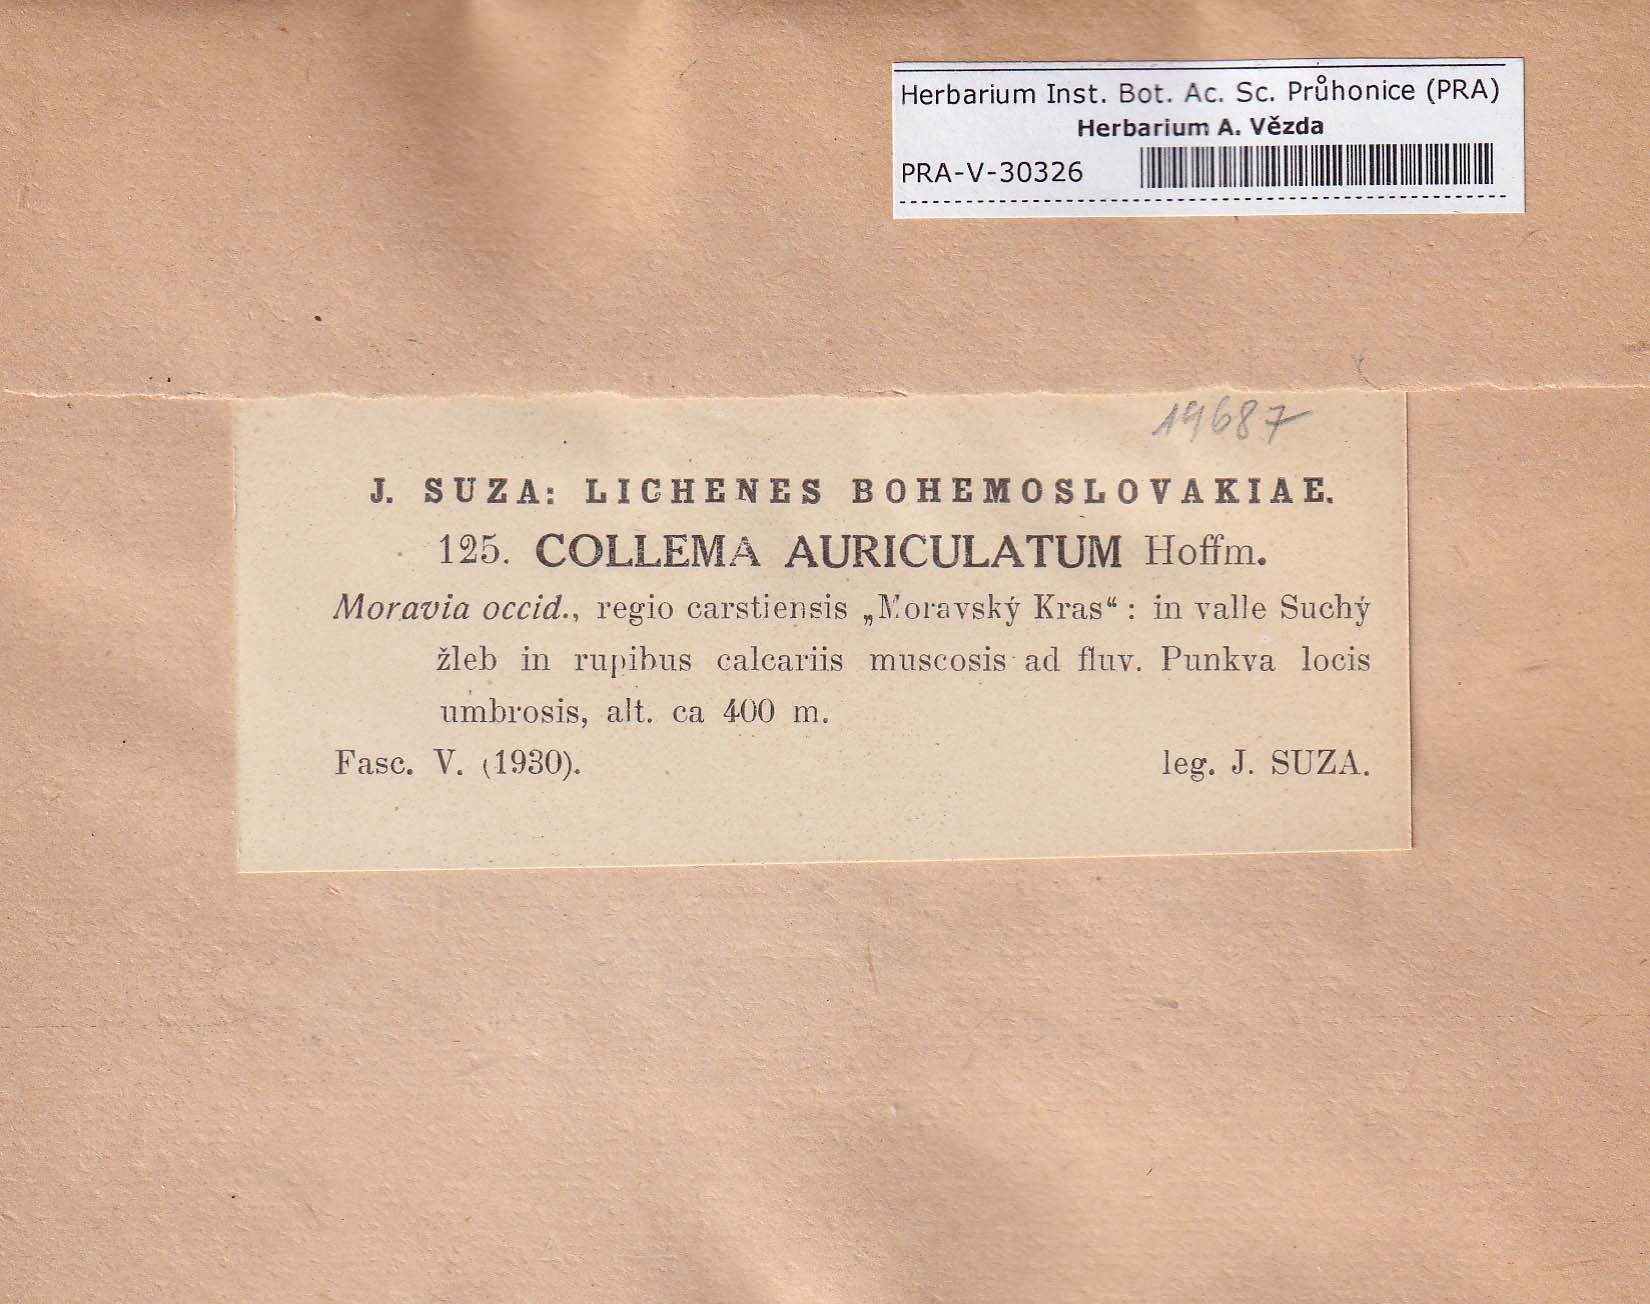 Herbarium Inst. Bot. Ac. Sc. Průhonice (PRA)
Herbarium A. Vězda
PRA-V-30326
19687
J. SUZA: LICHENES BOHEMOSLOVAKIAE.
125. COLLEMA AURICULATUM Hoffm.
Moravia occid., regio carstiensis „Moravský Kras“: in valle Suchý
žleb in rupibus calcariis muscosis ad fluv. Punkva locis
umbrosis, alt. ca 400 m.
Fasc. V. (1930). leg. J. SUZA.